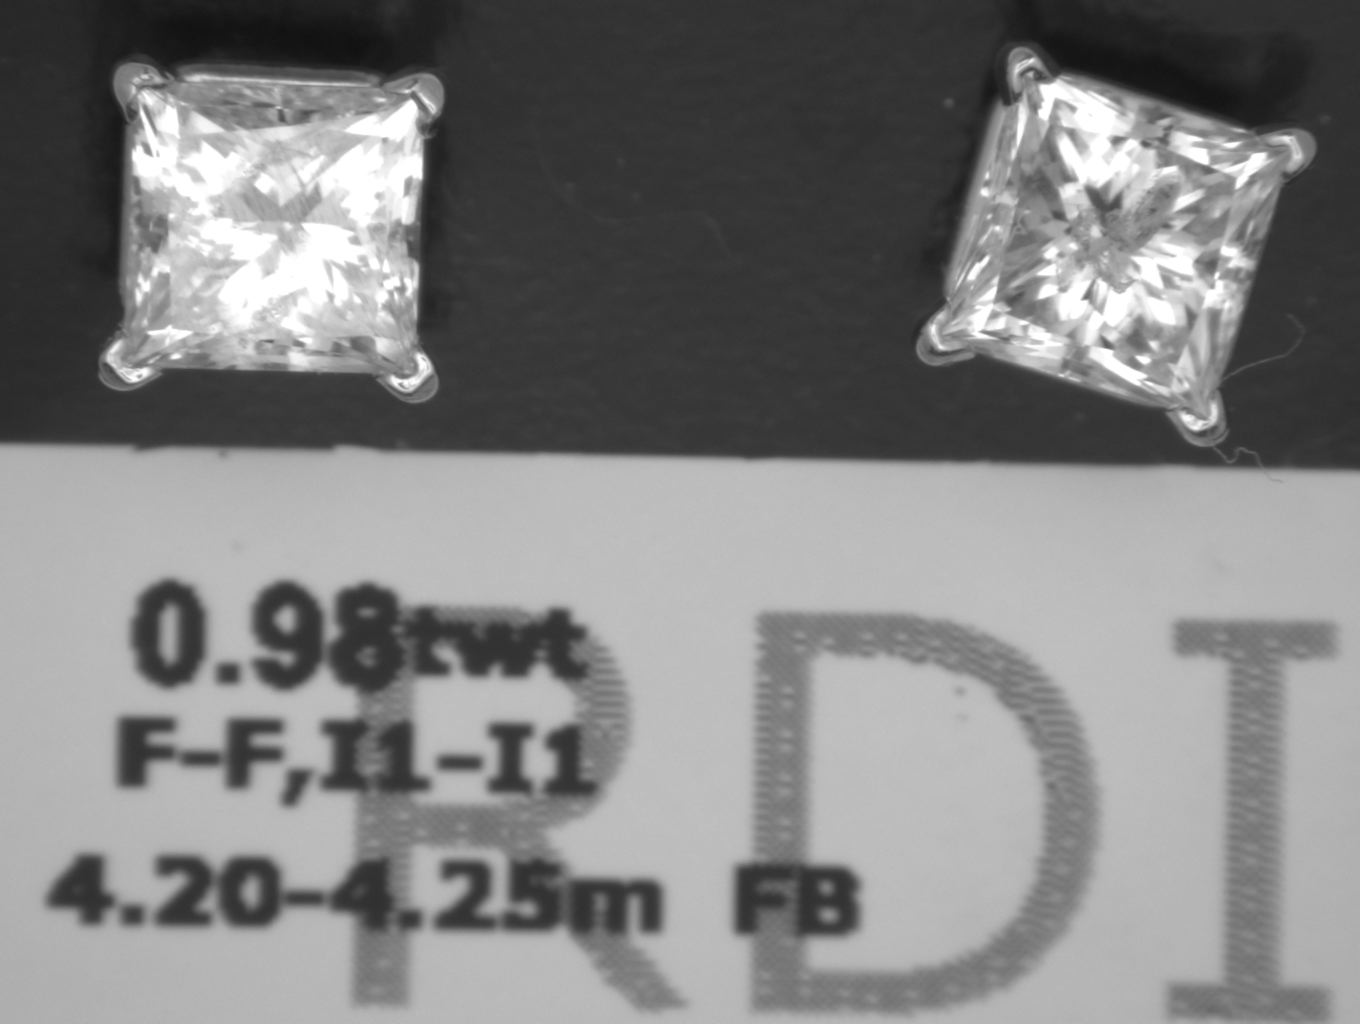 0.98twt
F-F,I1-I1
4.20-4.25m FB
RDI